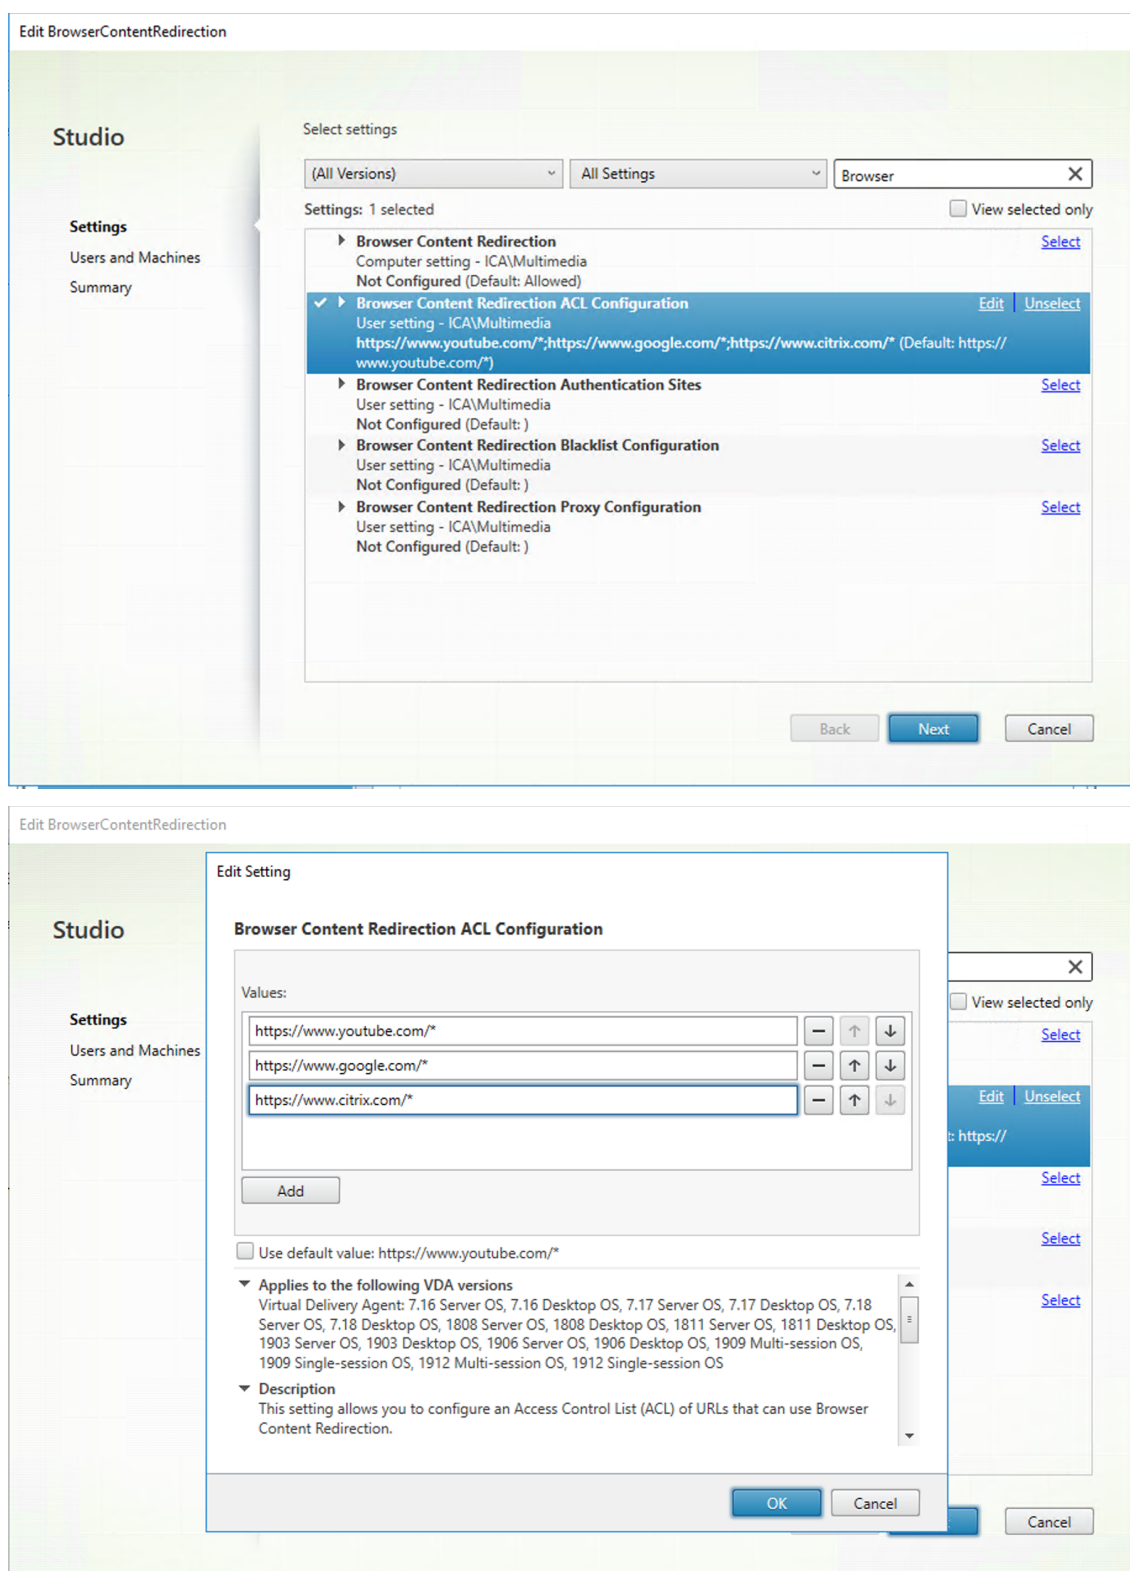 Edit BrowserContentRedirection
Studio
Settings
Users and Machines
Summary
Select settings
(All Versions)
All Settings
Browser
Settings: 1 selected
View selected only
Browser Content Redirection
Select
Computer setting - ICA\Multimedia
Not Configured (Default: Allowed)
Browser Content Redirection ACL Configuration
Edit
Unselect
User setting - ICA\Multimedia
https://www.youtube.com/*;https://www.google.com/*;https://www.citrix.com/* (Default: https://
www.youtube.com/*)
Browser Content Redirection Authentication Sites
Select
User setting - ICA\Multimedia
Not Configured (Default: )
Browser Content Redirection Blacklist Configuration
Select
User setting - ICA\Multimedia
Not Configured (Default: )
Browser Content Redirection Proxy Configuration
Select
User setting - ICA\Multimedia
Not Configured (Default: )
Back
Next
Cancel
Edit BrowserContentRedirection
Studio
Settings
Users and Machines
Summary
Edit Setting
Browser Content Redirection ACL Configuration
Values:
https://www.youtube.com/*
https://www.google.com/*
https://www.citrix.com/*
Add
Use default value: https://www.youtube.com/*
Applies to the following VDA versions
Virtual Delivery Agent: 7.16 Server OS, 7.16 Desktop OS, 7.17 Server OS, 7.17 Desktop OS, 7.18
Server OS, 7.18 Desktop OS, 1808 Server OS, 1808 Desktop OS, 1811 Server OS, 1811 Desktop OS,
1903 Server OS, 1903 Desktop OS, 1906 Server OS, 1906 Desktop OS, 1909 Multi-session OS,
1909 Single-session OS, 1912 Multi-session OS, 1912 Single-session OS
Description
This setting allows you to configure an Access Control List (ACL) of URLs that can use Browser
Content Redirection.
OK
Cancel
View selected only
Select
Edit
Unselect
: https://
Select
Select
Select
Cancel